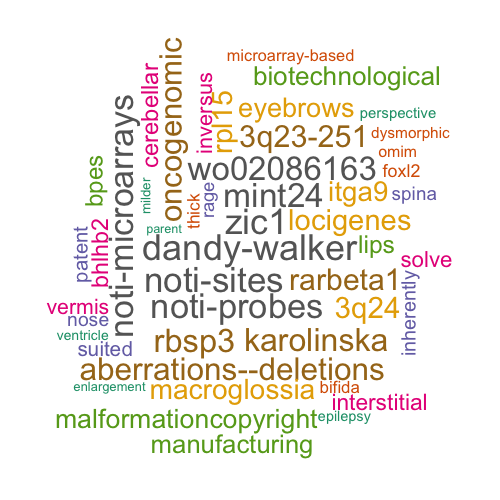 microarray-based
biotechnological
oncogenomic
cerebellar
inversus
rpl15
eyebrows
perspective
3q23-251
dysmorphic
omim
wo02086163
foxl2
noti-microarrays
bpes
milder
thick
rage
mint24
itga9
spina
parent
zic1
locigenes
patent
bhlhb2
dandy-walker
lips
solve
noti-sites
rarbeta1
inherently
vermis
noti-probes
3q24
nose
ventricle
suited
rbsp3
karolinska
aberrations--deletions
enlargement
macroglossia
bifida
interstitial
malformationcopyright
epilepsy
manufacturing